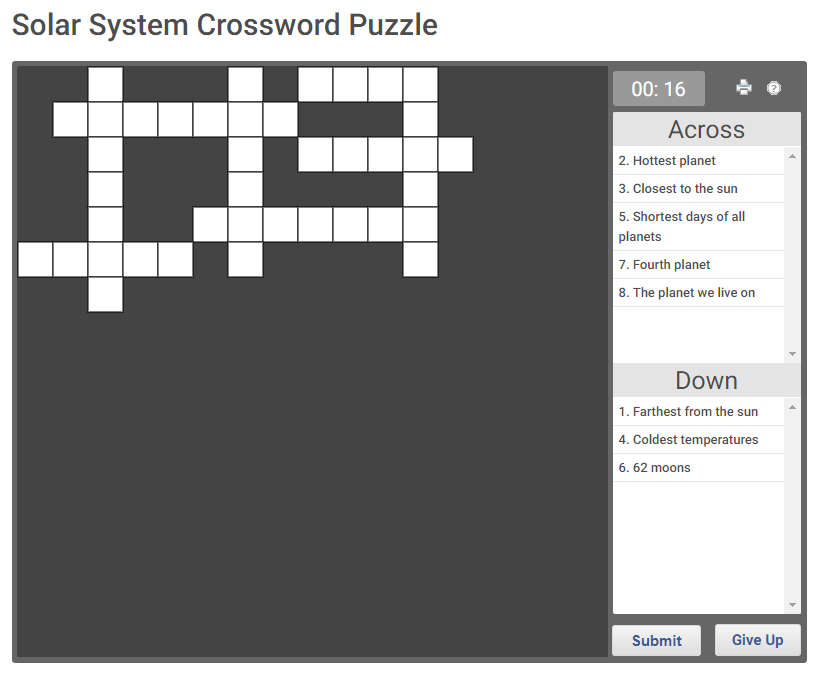 Solar System Crossword Puzzle
00: 16
Across
2. Hottest planet
3. Closest to the sun
5. Shortest days of all
planets
7. Fourth planet
8. The planet we live on
Down
1. Farthest from the sun
4. Coldest temperatures
6. 62 moons
Submit
Give Up